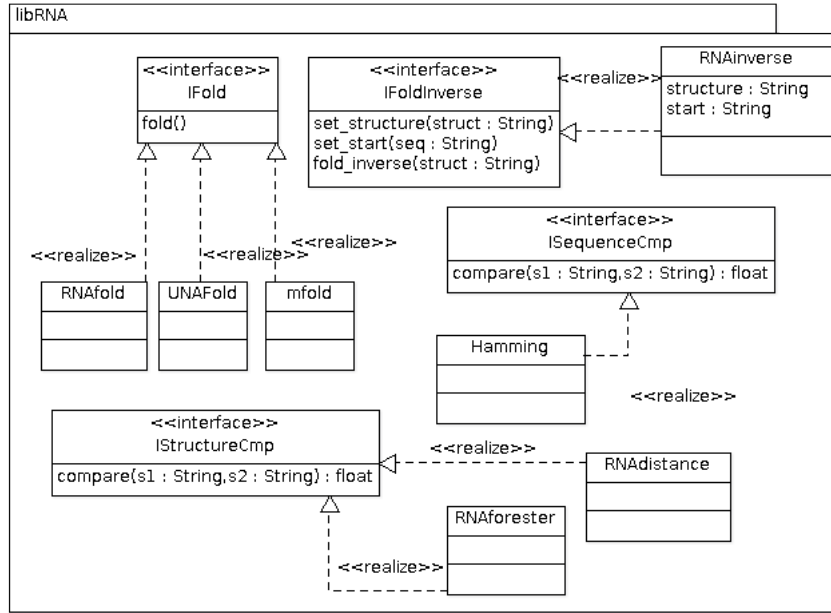 libRNA
<<interface>>
IFold
fold()
<<interface>>
IFoldInverse
set_structure(struct : String)
set_start(seq : String)
fold_inverse(struct : String)
<<realize>>
RNAinverse
structure : String
start : String
<<realize>>
<<realize>>
<<realize>>
RNAfold
UNAFold
mfold
<<interface>>
ISequenceCmp
compare(s1 : String,s2 : String) : float
Hamming
<<realize>>
<<interface>>
IStructureCmp
compare(s1 : String,s2 : String) : float
<<realize>>
RNAdistance
RNAforester
<<realize>>